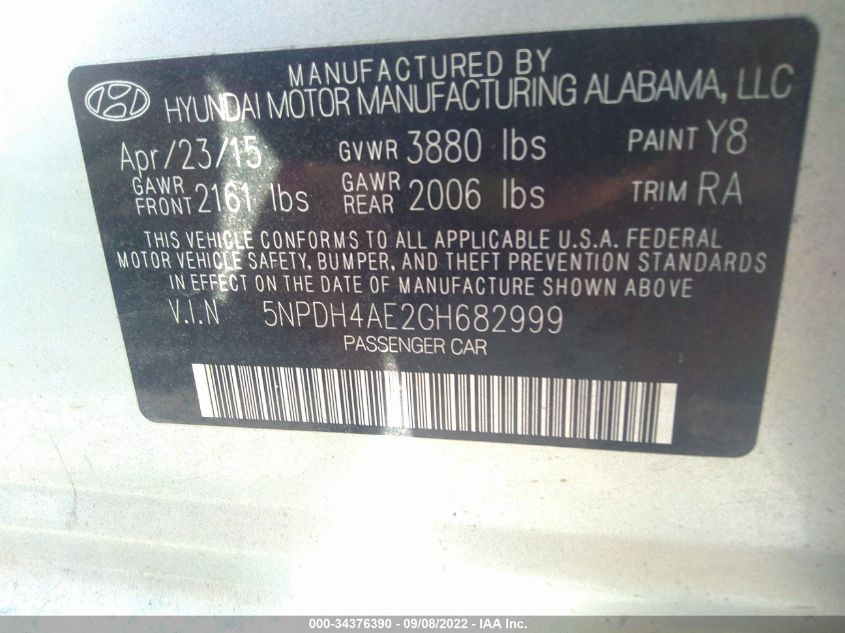 MANUFACTURED BY
HYUNDAI MOTOR MANUFACTURING ALABAMA, LLC
Apr/23/15 GVWR 3880 lbs PAINT Y8
GAWR FRONT 2161 lbs GAWR REAR 2006 lbs TRIM RA
THIS VEHICLE CONFORMS TO ALL APPLICABLE U.S.A. FEDERAL
MOTOR VEHICLE SAFETY, BUMPER, AND THEFT PREVENTION STANDARDS
IN EFFECT ON THE DATE OF MANUFACTURE SHOWN ABOVE
V.I.N 5NPDH4AE2GH682999
PASSENGER CAR
000-34376390 - 09/08/2022 - IAA Inc.